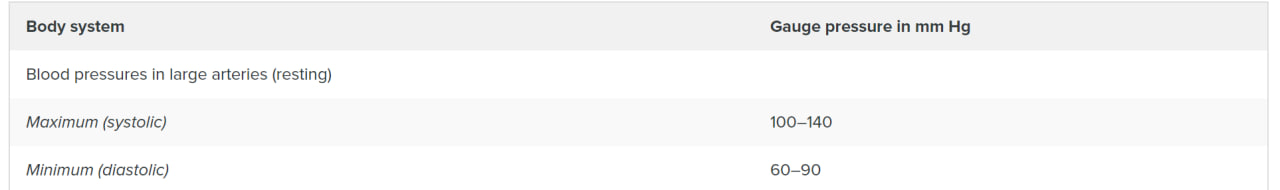 Body system Gauge pressure in mm Hg
Blood pressures in large arteries (resting)
Maximum (systolic) 100–140
Minimum (diastolic) 60–90